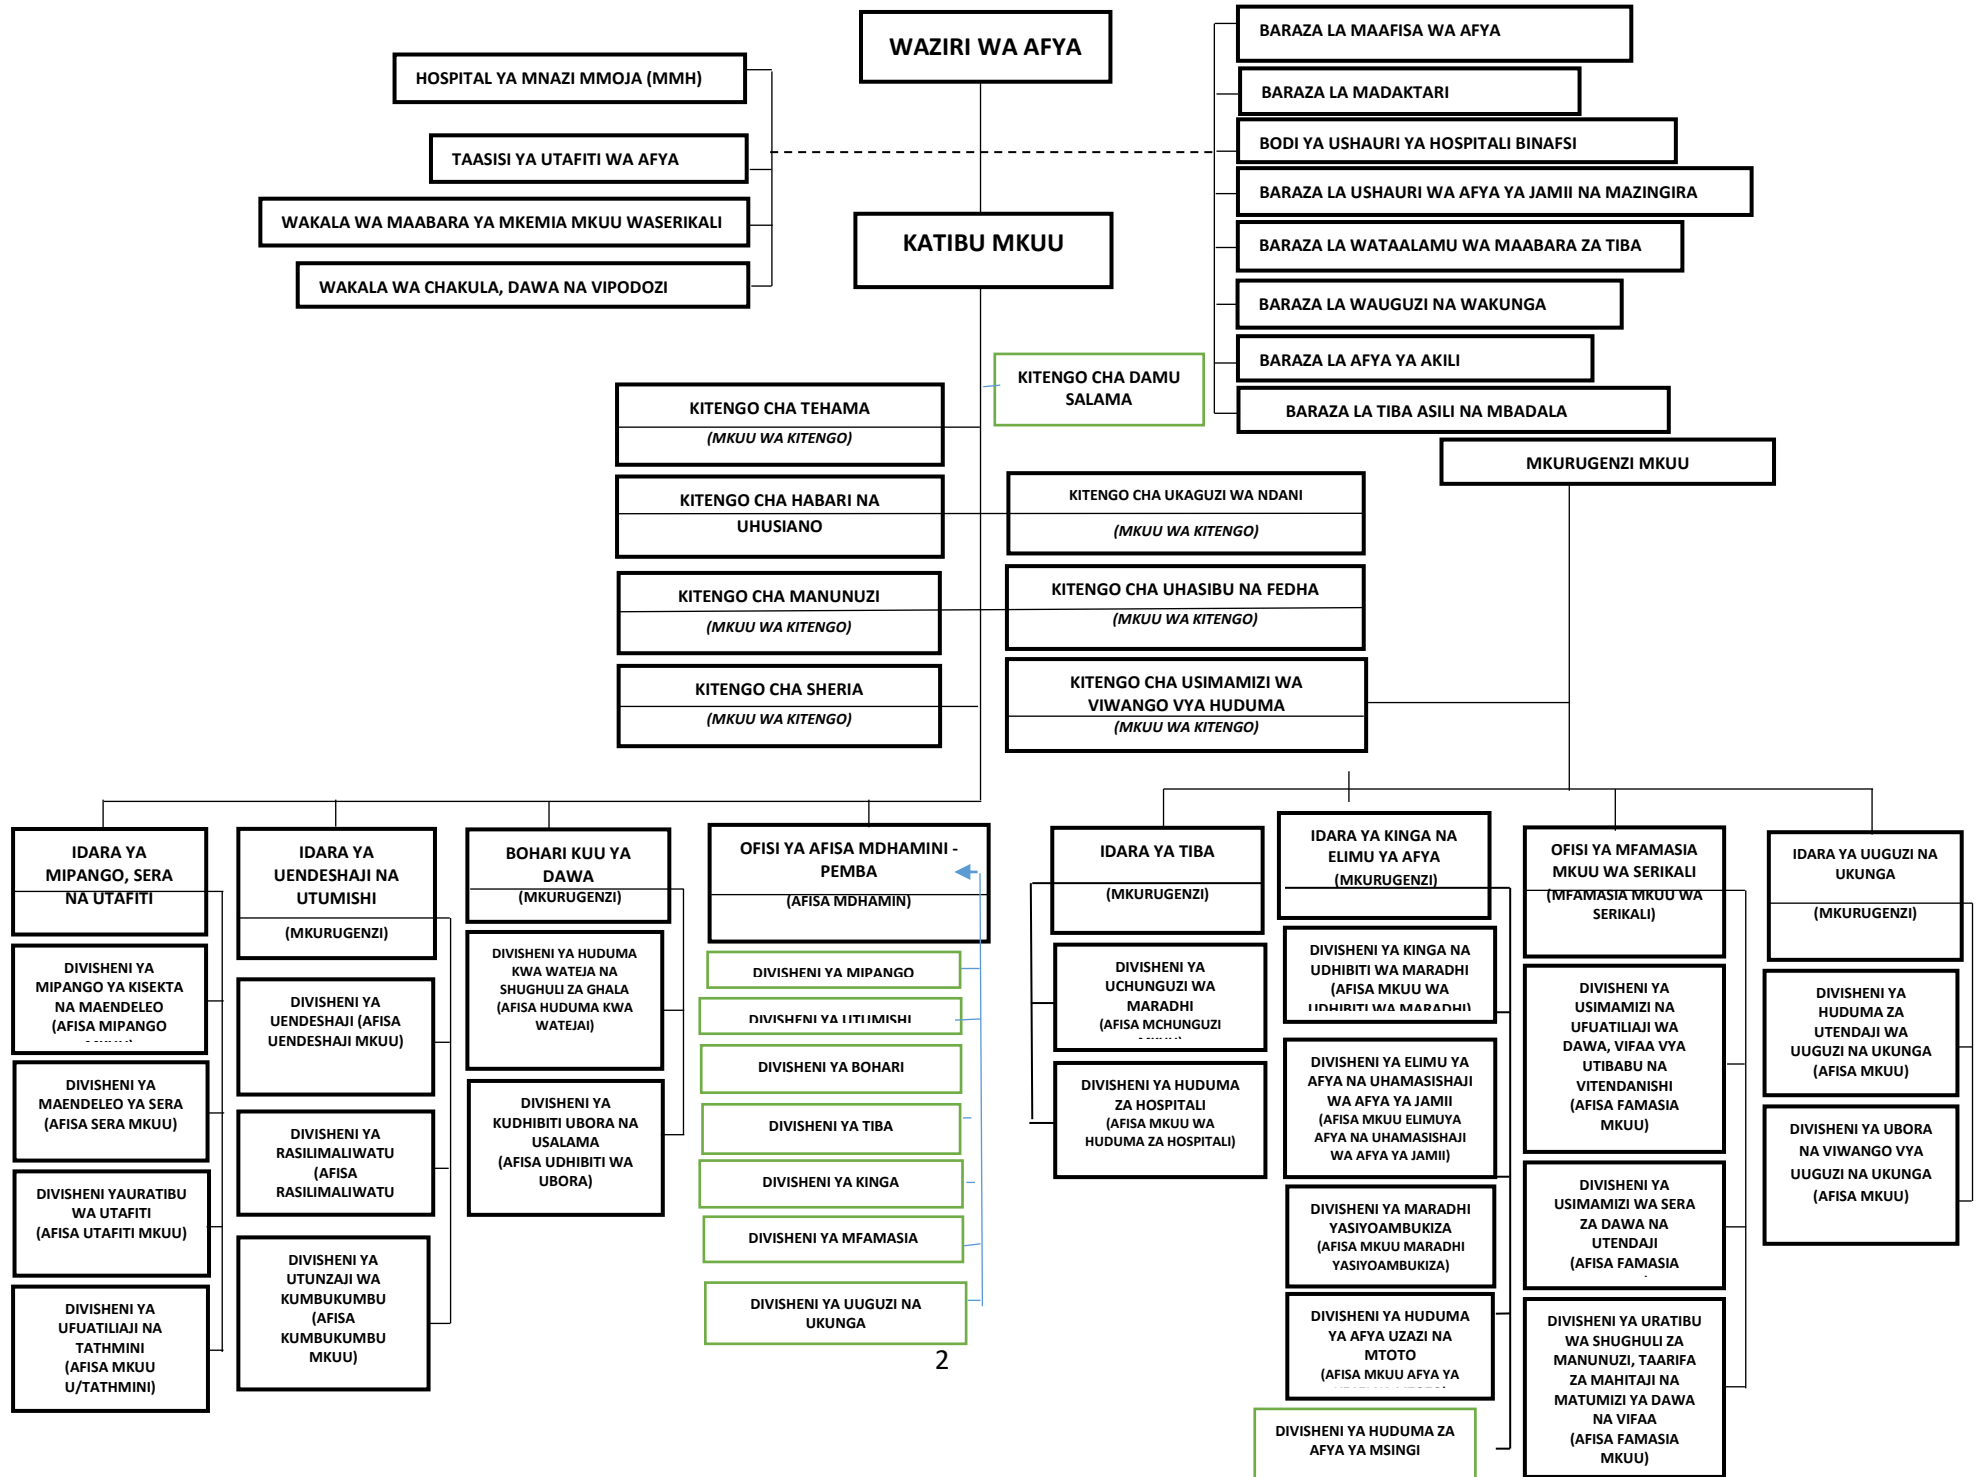 WAZIRI WA AFYA
HOSPITAL YA MNAZI MMOJA (MMH)
TAASISI YA UTAFITI WA AFYA
WAKALA WA MAABARA YA MKEMIA MKUU WASERIKALI
WAKALA WA CHAKULA, DAWA NA VIPODOZI
BARAZA LA MAAFISA WA AFYA
BARAZA LA MADAKTARI
BODI YA USHAURI YA HOSPITALI BINAFSI
BARAZA LA USHAURI WA AFYA YA JAMII NA MAZINGIRA
BARAZA LA WATAALAMU WA MAABARA ZA TIBA
BARAZA LA WAUGUZI NA WAKUNGA
BARAZA LA AFYA YA AKILI
BARAZA LA TIBA ASILI NA MBADALA
KATIBU MKUU
KITENGO CHA DAMU
SALAMA
MKURUGENZI MKUU
KITENGO CHA TEHAMA
(MKUU WA KITENGO)
KITENGO CHA HABARI NA
UHUSIANO
KITENGO CHA UKAGUZI WA NDANI
(MKUU WA KITENGO)
KITENGO CHA MANUNUZI
(MKUU WA KITENGO)
KITENGO CHA UHASIBU NA FEDHA
(MKUU WA KITENGO)
KITENGO CHA SHERIA
(MKUU WA KITENGO)
KITENGO CHA USIMAMIZI WA
VIWANGO VYA HUDUMA
(MKUU WA KITENGO)
IDARA YA
MIPANGO, SERA
NA UTAFITI
DIVISHENI YA
MIPANGO YA KISEKTA
NA MAENDELEO
(AFISA MIPANGO
DIVISHENI YA
MAENDELEO YA SERA
(AFISA SERA MKUU)
DIVISHENI YAURATIBU
WA UTAFITI
(AFISA UTAFITI MKUU)
DIVISHENI YA
UFUATILIAJI NA
TATHMINI
(AFISA MKUU
U/TATHMINI)
IDARA YA
UENDESHAJI NA
UTUMISHI
(MKURUGENZI)
DIVISHENI YA
UENDESHAJI (AFISA
UENDESHAJI MKUU)
DIVISHENI YA
RASILIMALIWATU
(AFISA
RASILIMALIWATU
DIVISHENI YA
UTUNZAJI WA
KUMBUKUMBU
(AFISA
KUMBUKUMBU
MKUU)
BOHARI KUU YA
DAWA
(MKURUGENZI)
DIVISHENI YA HUDUMA
KWA WATEJA NA
SHUGHULI ZA GHALA
(AFISA HUDUMA KWA
WATEJAI)
DIVISHENI YA
KUDHIBITI UBORA NA
USALAMA
(AFISA UDHIBITI WA
UBORA)
OFISI YA AFISA MDHAMINI -
PEMBA
(AFISA MDHAMIN)
DIVISHENI YA MIPANGO
DIVISHENI YA UTUMISHI
DIVISHENI YA BOHARI
DIVISHENI YA TIBA
DIVISHENI YA KINGA
DIVISHENI YA MFAMASIA
DIVISHENI YA UUGUZI NA
UKUNGA
IDARA YA TIBA
(MKURUGENZI)
DIVISHENI YA
UCHUNGUZI WA
MARADHI
(AFISA MCHUNGUZI
DIVISHENI YA HUDUMA
ZA HOSPITALI
(AFISA MKUU WA
HUDUMA ZA HOSPITALI)
IDARA YA KINGA NA
ELIMU YA AFYA
(MKURUGENZI)
DIVISHENI YA KINGA NA
UDHIBITI WA MARADHI
(AFISA MKUU WA
UDHIBITI WA MARADHI)
DIVISHENI YA ELIMU YA
AFYA NA UHAMASISHAJI
WA AFYA YA JAMII
(AFISA MKUU ELIMUYA
AFYA NA UHAMASISHAJI
WA AFYA YA JAMII)
DIVISHENI YA MARADHI
YASIYOAMBUKIZA
(AFISA MKUU MARADHI
YASIYOAMBUKIZA)
DIVISHENI YA HUDUMA
YA AFYA UZAZI NA
MTOTO
(AFISA MKUU AFYA YA
DIVISHENI YA HUDUMA ZA
AFYA YA MSINGI
OFISI YA MFAMASIA
MKUU WA SERIKALI
(MFAMASIA MKUU WA
SERIKALI)
DIVISHENI YA
USIMAMIZI NA
UFUATILIAJI WA
DAWA, VIFAA VYA
UTIBABU NA
VITENDANISHI
(AFISA FAMASIA
MKUU)
DIVISHENI YA
USIMAMIZI WA SERA
ZA DAWA NA
UTENDAJI
(AFISA FAMASIA
DIVISHENI YA URATIBU
WA SHUGHULI ZA
MANUNUZI, TAARIFA
ZA MAHITAJI NA
MATUMIZI YA DAWA
NA VIFAA
(AFISA FAMASIA
MKUU)
IDARA YA UUGUZI NA
UKUNGA
(MKURUGENZI)
DIVISHENI YA
HUDUMA ZA
UTENDAJI WA
UUGUZI NA UKUNGA
(AFISA MKUU)
DIVISHENI YA UBORA
NA VIWANGO VYA
UUGUZI NA UKUNGA
(AFISA MKUU)
2